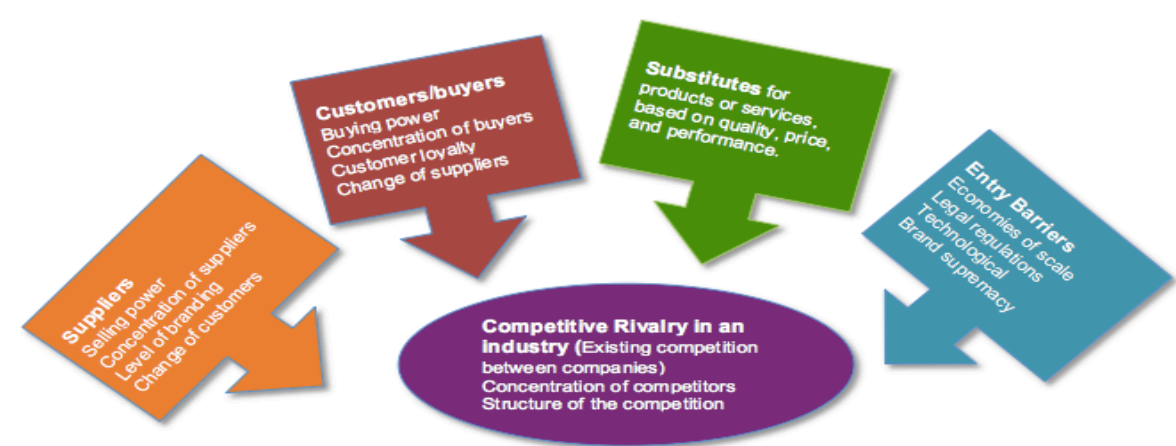 Suppliers
Selling power
Concentration of suppliers
Level of branding
Change of customers
Customers/buyers
Buying power
Concentration of buyers
Customer loyalty
Change of suppliers
Substitutes for
products or services,
based on quality, price,
and performance.
Entry Barriers
Economies of scale
Legal regulations
Technological
Brand supremacy
Competitive Rivalry in an
Industry (Existing competition
between companies)
Concentration of competitors
Structure of the competition